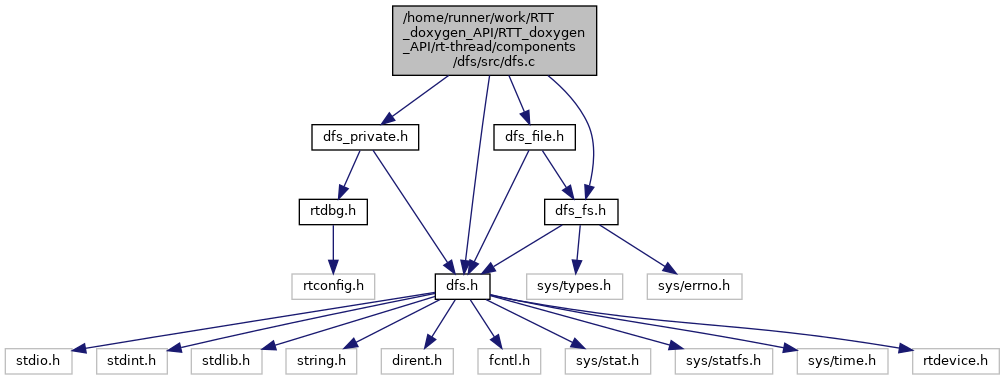 /home/runner/work/RTT
_doxygen_API/RTT_doxygen
_API/rt-thread/components
/dfs/src/dfs.c
dfs_private.h
dfs_file.h
rtdbg.h
dfs_fs.h
rtconfig.h
dfs.h
sys/types.h
sys/errno.h
stdio.h
stdint.h
stdlib.h
string.h
dirent.h
fcntl.h
sys/stat.h
sys/statfs.h
sys/time.h
rtdevice.h